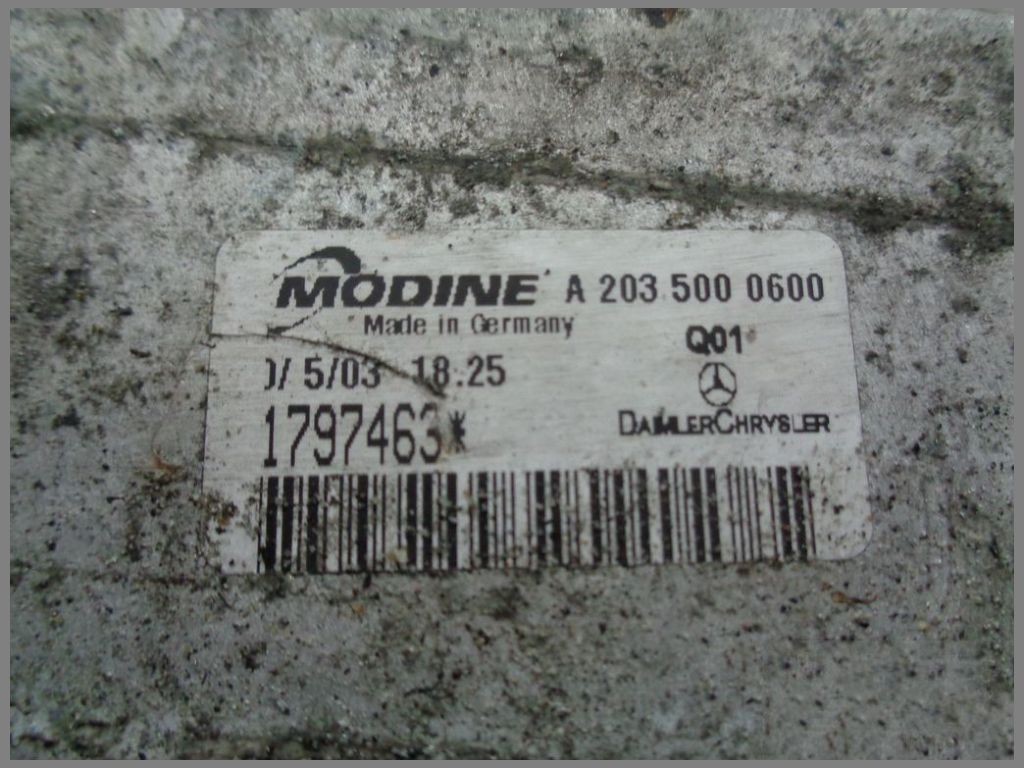 MODINE A 203 500 0600
Made in Germany
Q01
/ 5/03 18.25
1797463*
DAIMLERCHRYSLER